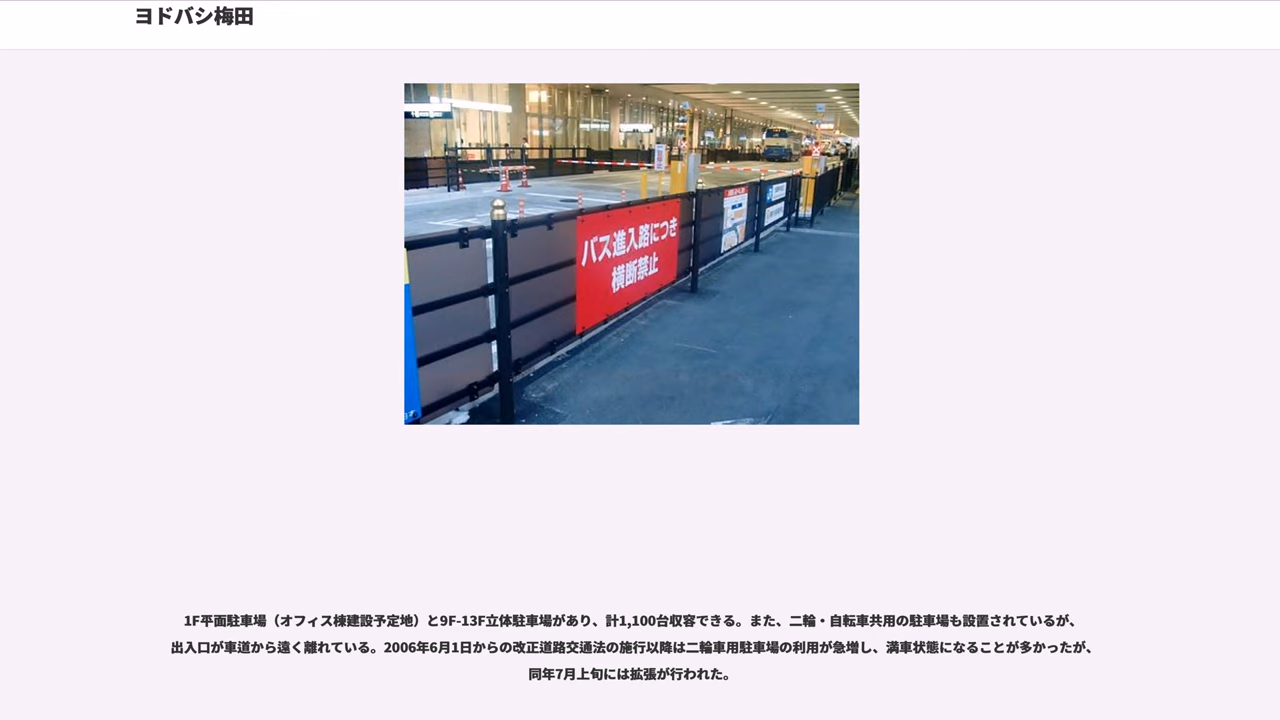 ヨドバシ梅田
バス進入路につき
横断禁止
1F平面駐車場（オフィス棟建設予定地）と9F-13F立体駐車場があり、計1,100台収容できる。また、二輪・自転車共用の駐車場も設置されているが、
出入口が車道から遠く離れている。2006年6月1日からの改正道路交通法の施行以降は二輪車用駐車場の利用が急増し、満車状態になることが多かったが、
同年7月上旬には拡張が行われた。